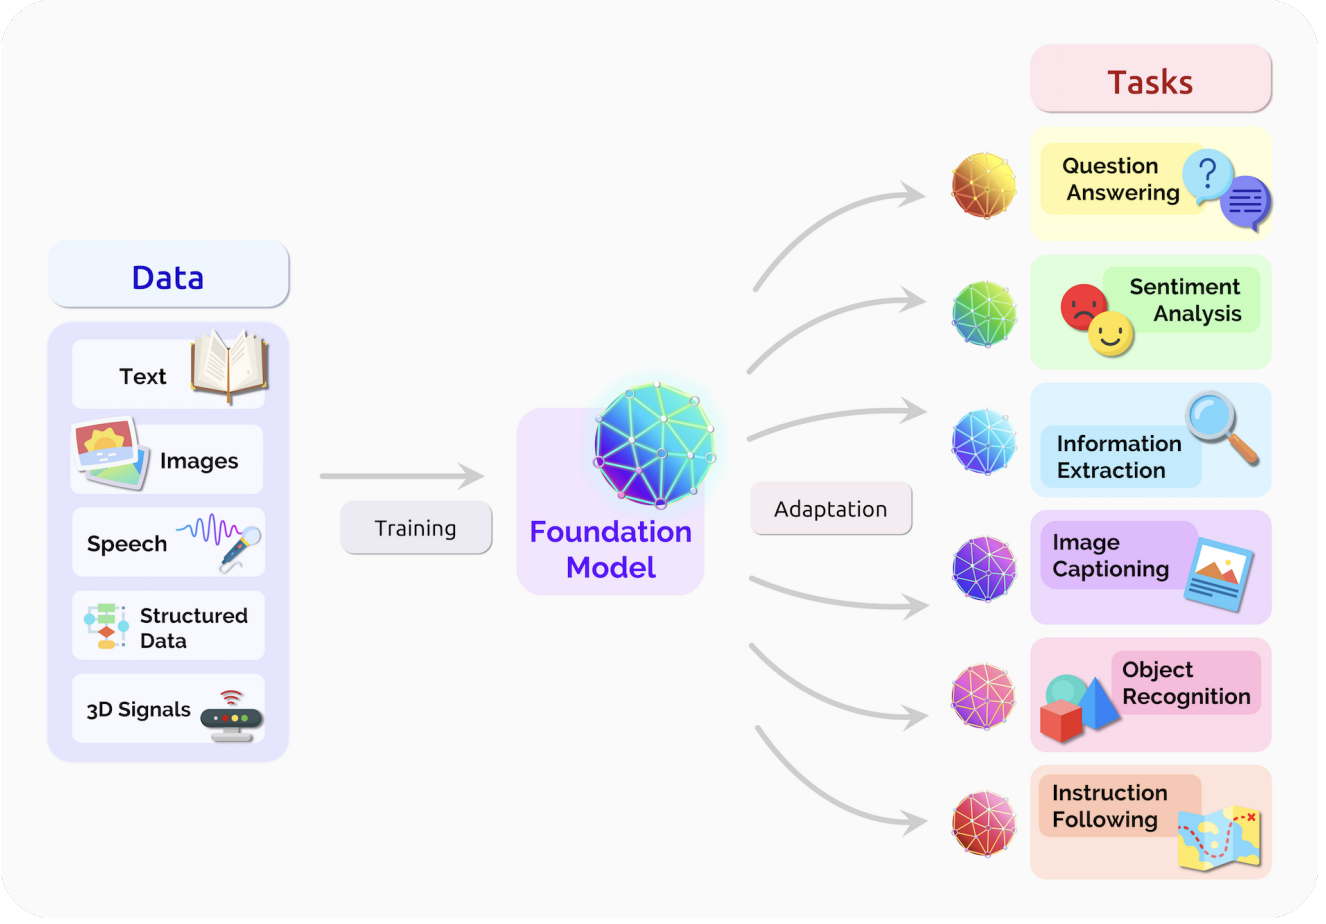 Data
Text
Images
Speech
Structured
Data
3D Signals
Training
Foundation
Model
Adaptation
Tasks
Question
Answering
?
Sentiment
Analysis
Information
Extraction
Image
Captioning
Object
Recognition
Instruction
Following